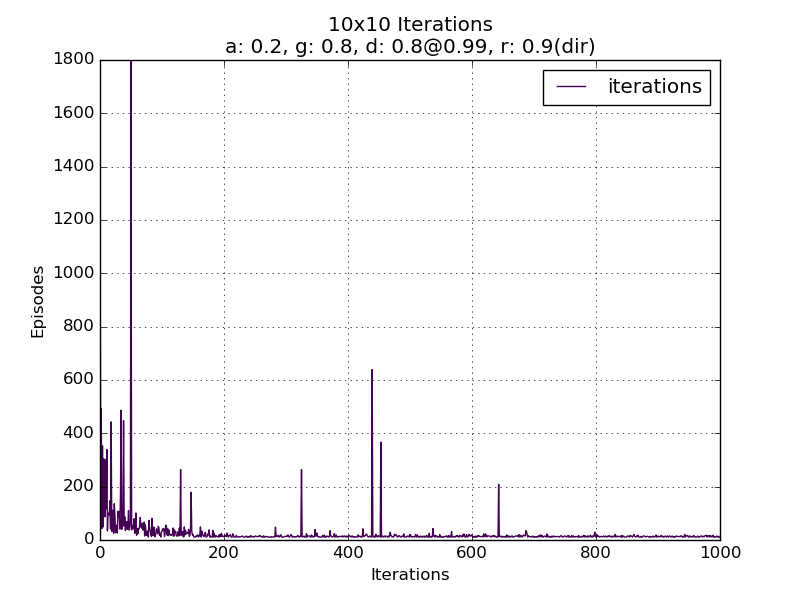 10x10 Iterations
a: 0.2, g: 0.8, d: 0.8@0.99, r: 0.9(dir)
iterations
1800
1600
1400
1200
1000
800
600
400
200
0
Episodes
0 200 400 600 800 1000
Iterations